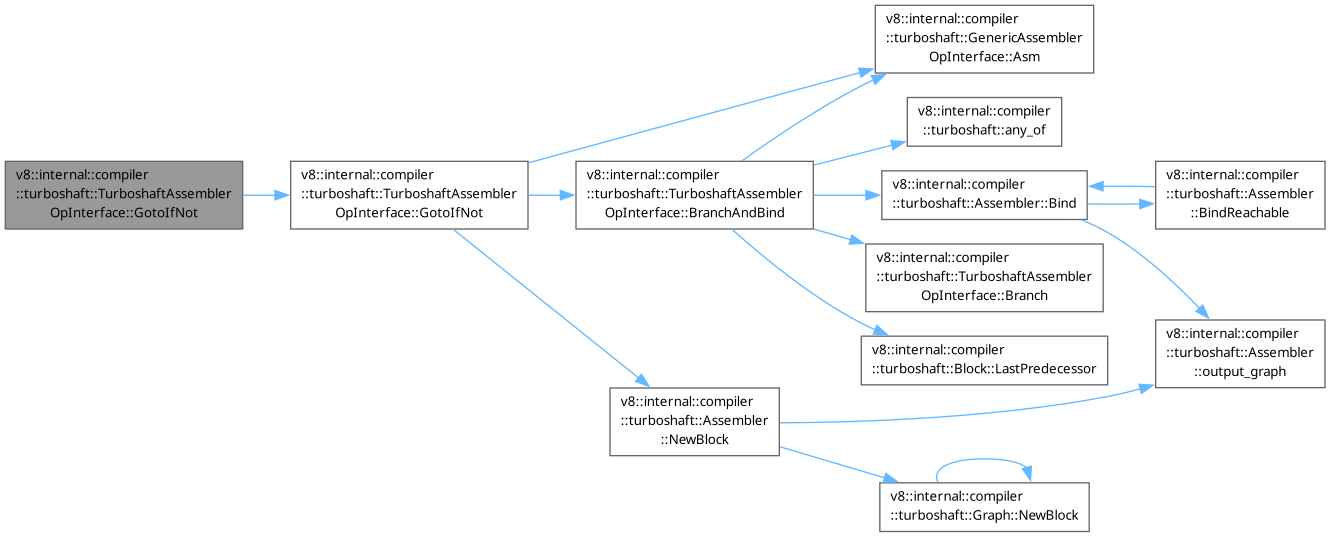 v8::internal::compiler
::turboshaft::GenericAssembler
OpInterface::Asm
v8::internal::compiler
::turboshaft::any_of
v8::internal::compiler
::turboshaft::TurboshaftAssembler
OpInterface::GotoIfNot
v8::internal::compiler
::turboshaft::TurboshaftAssembler
OpInterface::GotoIfNot
v8::internal::compiler
::turboshaft::TurboshaftAssembler
OpInterface::BranchAndBind
v8::internal::compiler
::turboshaft::Assembler::Bind
v8::internal::compiler
::turboshaft::Assembler
::BindReachable
v8::internal::compiler
::turboshaft::TurboshaftAssembler
OpInterface::Branch
v8::internal::compiler
::turboshaft::Block::LastPredecessor
v8::internal::compiler
::turboshaft::Assembler
::output_graph
v8::internal::compiler
::turboshaft::Assembler
::NewBlock
v8::internal::compiler
::turboshaft::Graph::NewBlock